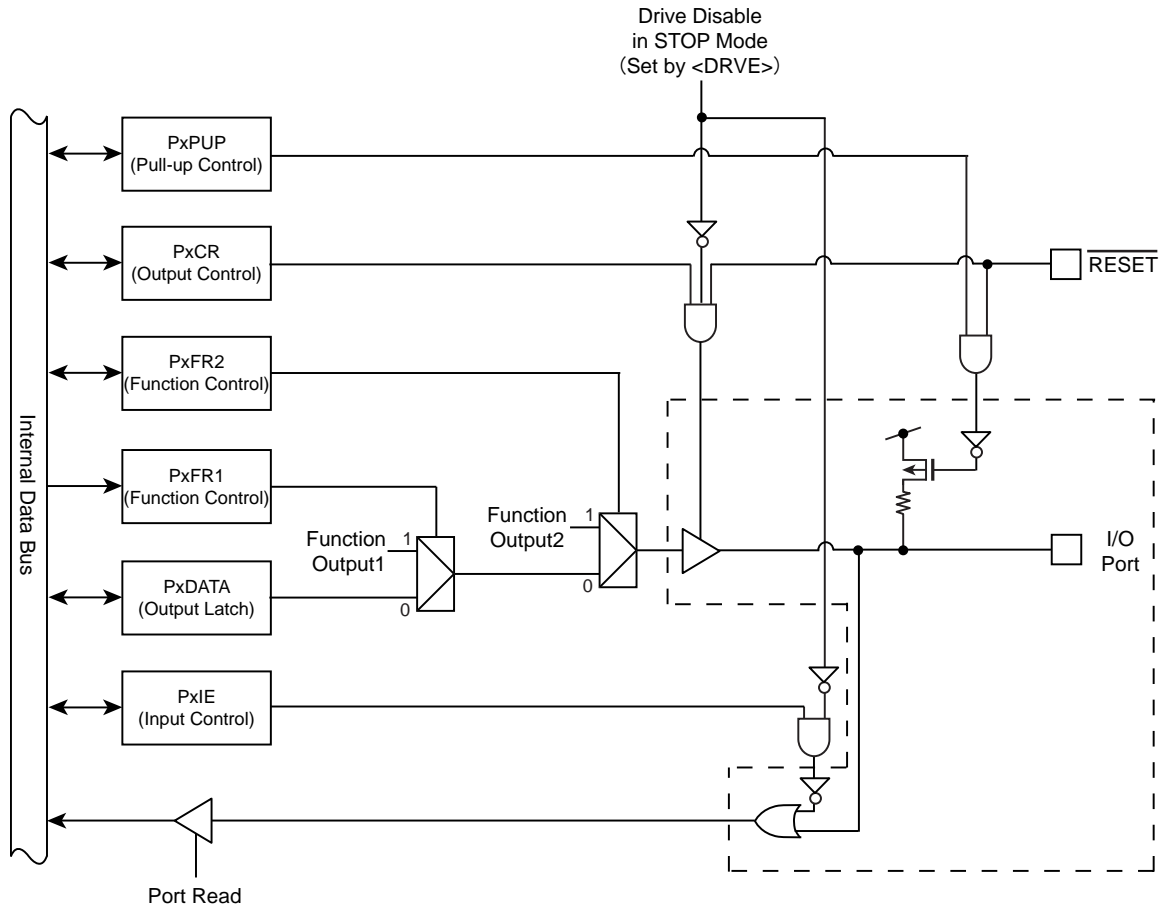 Drive Disable
in STOP Mode
（Set by <DRVE>）
PxPUP
(Pull-up Control)
PxCR
(Output Control)
RESET
PxFR2
(Function Control)
Internal Data Bus
PxFR1
(Function Control)
Function
Output2
1
0
Function
Output1
1
0
I/O
Port
PxDATA
(Output Latch)
PxIE
(Input Control)
Port Read